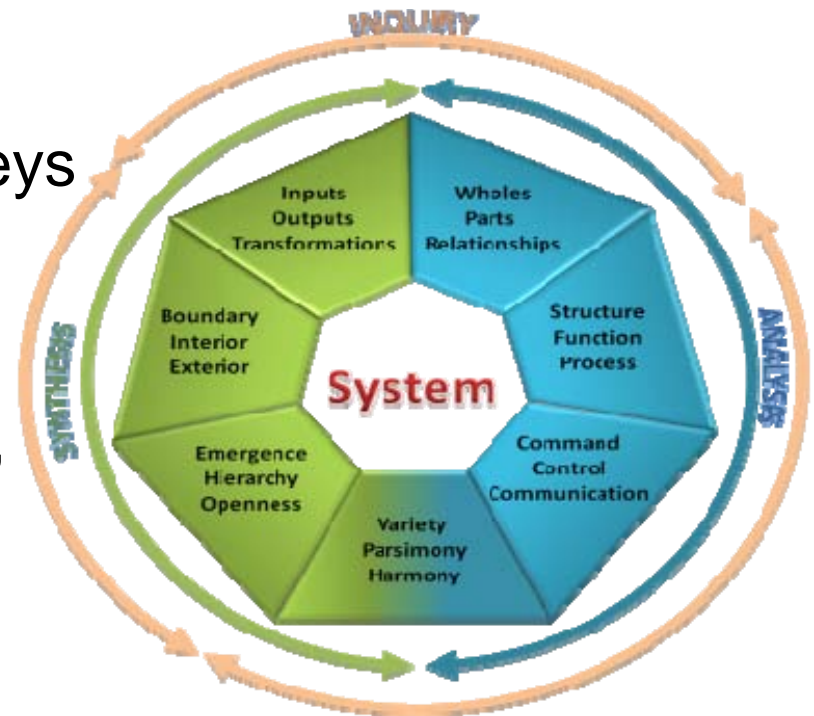 INQUIRY
eys
Inputs
Outputs
Transformations
Wholes
Parts
Relationships
Boundary
Interior
Exterior
Structure
Function
Process
System
SYNTHESIS
ANALYSIS
,
Emergence
Hierarchy
Openness
Command
Control
Communication
Variety
Parsimony
Harmony